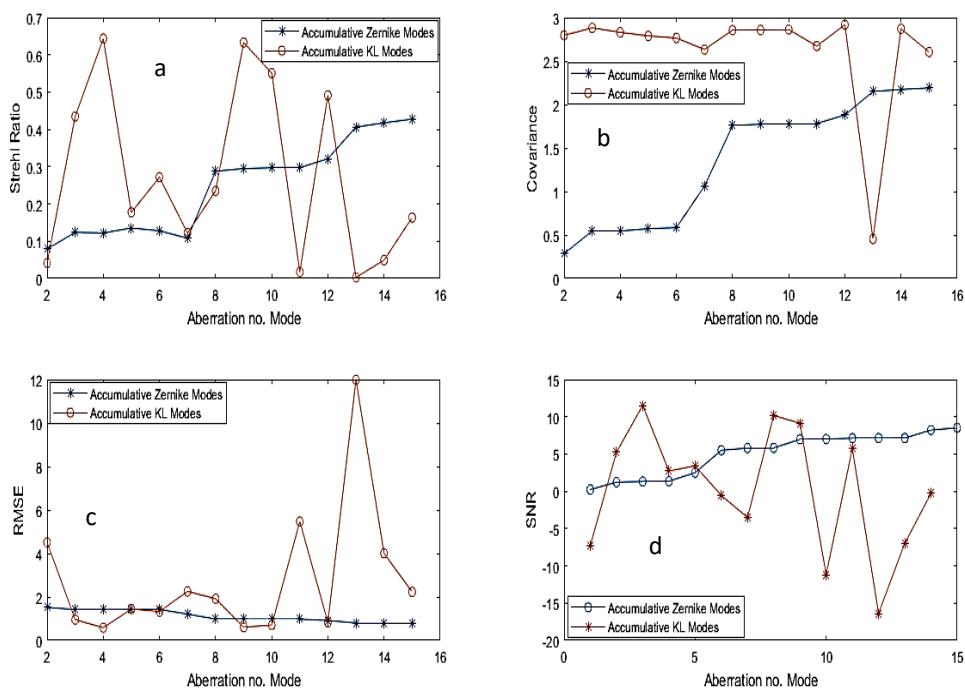 0.7
0.6
0.5
0.4
0.3
0.2
0.1
0
Strehl Ratio
a
Accumulative Zernike Modes
Accumulative KL Modes
2 4 6 8 10 12 14 16
Aberration no. Mode
3
2.5
2
1.5
1
0.5
0
Covariance
Accumulative Zernike Modes
Accumulative KL Modes
b
2 4 6 8 10 12 14 16
Aberration no. Mode
12
10
8
6
4
2
0
RMSE
Accumulative Zernike Modes
Accumulative KL Modes
c
2 4 6 8 10 12 14 16
Aberration no. Mode
15
10
5
0
-5
-10
-15
-20
SNR
d
Accumulative Zernike Modes
Accumulative KL Modes
0 5 10 15
Aberration no. Mode